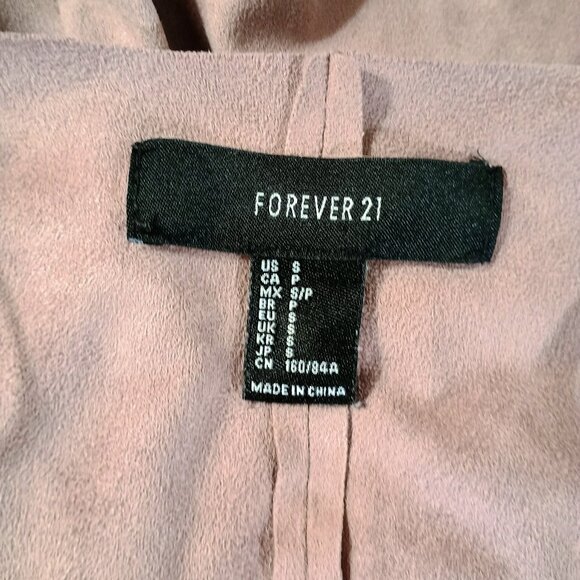 FOREVER 21
US S
CA P
MX S/P
BR P
EU S
UK S
KR S
JP S
CN 160/84A
MADE IN CHINA